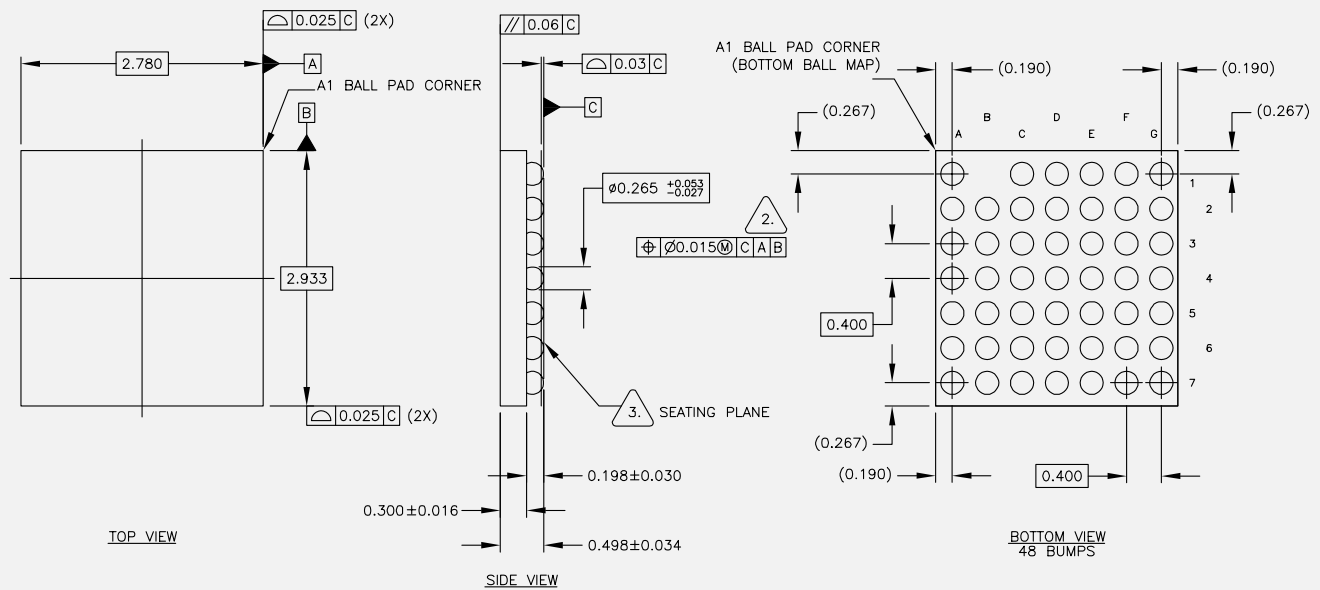 ⌓ 0.025 C (2X)
2.780
A
A1 BALL PAD CORNER
B
2.933
⌓ 0.025 C (2X)
TOP VIEW
// 0.06 C
⌓ 0.03 C
C
Ø0.265 +0.053 -0.027
2.
⌖ Ø0.015Ⓜ C A B
3. SEATING PLANE
0.198±0.030
0.300±0.016
0.498±0.034
SIDE VIEW
A1 BALL PAD CORNER
(BOTTOM BALL MAP)
(0.190)
(0.190)
(0.267)
(0.267)
A B C D E F G
1
2
3
4
5
6
7
0.400
(0.267)
(0.190)
0.400
BOTTOM VIEW
48 BUMPS